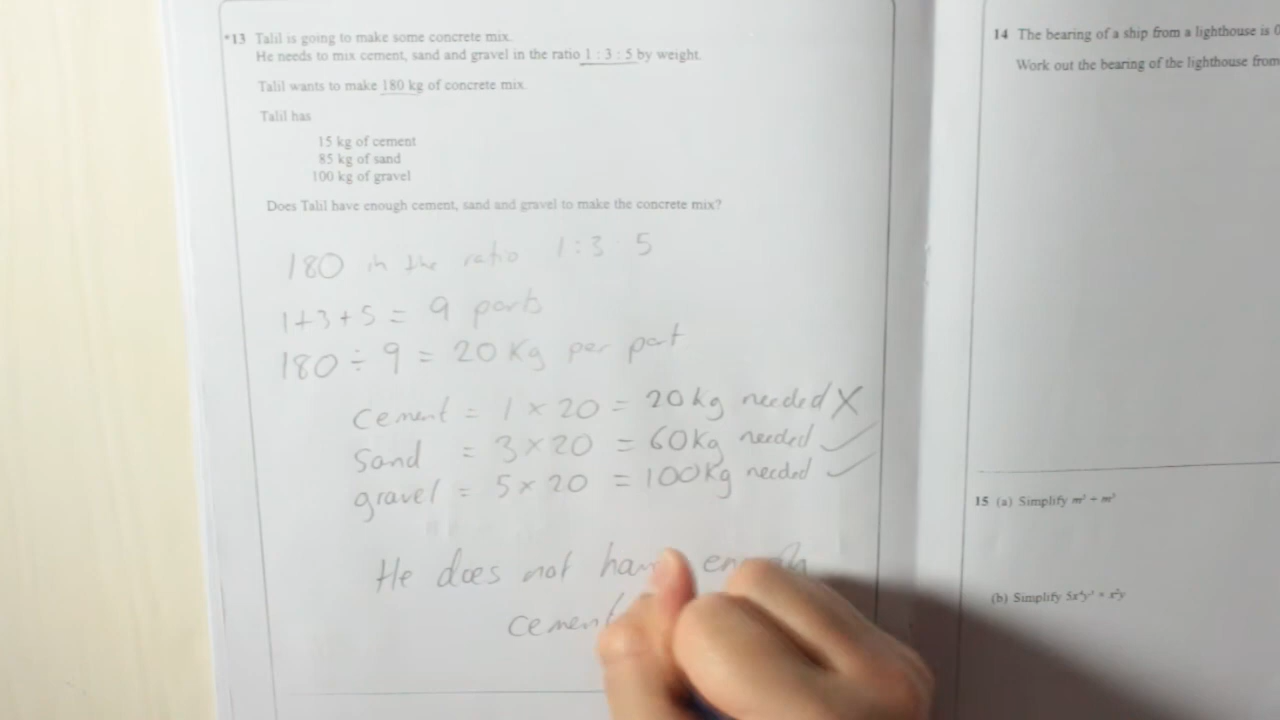 *13 Talil is going to make some concrete mix.
He needs to mix cement, sand and gravel in the ratio 1 : 3 : 5 by weight.
Talil wants to make 180 kg of concrete mix.
Talil has
15 kg of cement
85 kg of sand
100 kg of gravel
Does Talil have enough cement, sand and gravel to make the concrete mix?
180 in the ratio 1 : 3 5
1+3+5 = 9 parts
180 ÷ 9 = 20 Kg per part
Cement = 1 × 20 = 20kg needed X
Sand = 3 × 20 = 60kg needed ✓
gravel = 5 × 20 = 100Kg needed ✓
He does not have
cement
14 The bearing of a ship from a lighthouse is
Work out the bearing of the lighthouse from
15 (a) Simplify
(b) Simplify